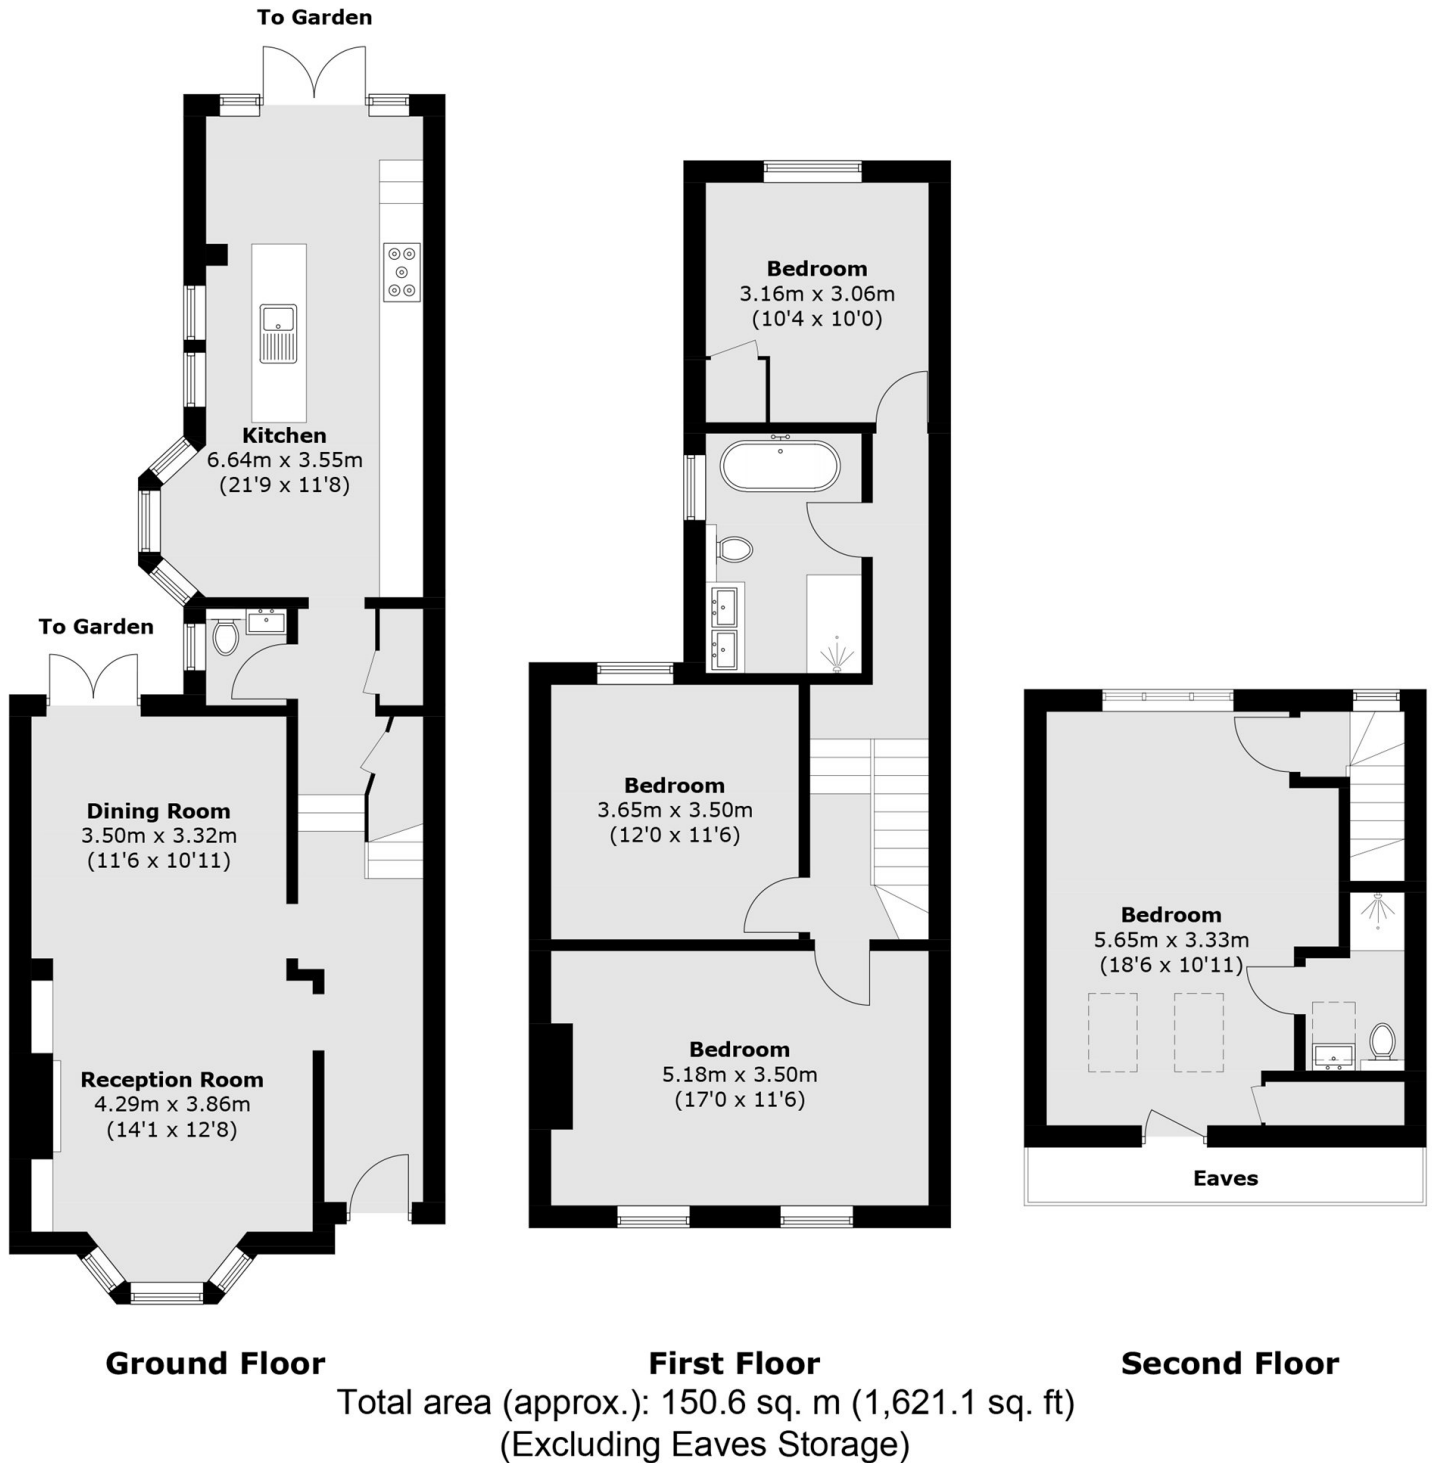 To Garden
Kitchen
6.64m x 3.55m
(21'9 x 11'8)
To Garden
Dining Room
3.50m x 3.32m
(11'6 x 10'11)
Reception Room
4.29m x 3.86m
(14'1 x 12'8)
Ground Floor
Bedroom
3.16m x 3.06m
(10'4 x 10'0)
Bedroom
3.65m x 3.50m
(12'0 x 11'6)
Bedroom
5.18m x 3.50m
(17'0 x 11'6)
First Floor
Bedroom
5.65m x 3.33m
(18'6 x 10'11)
Eaves
Second Floor
Total area (approx.): 150.6 sq. m (1,621.1 sq. ft)
(Excluding Eaves Storage)